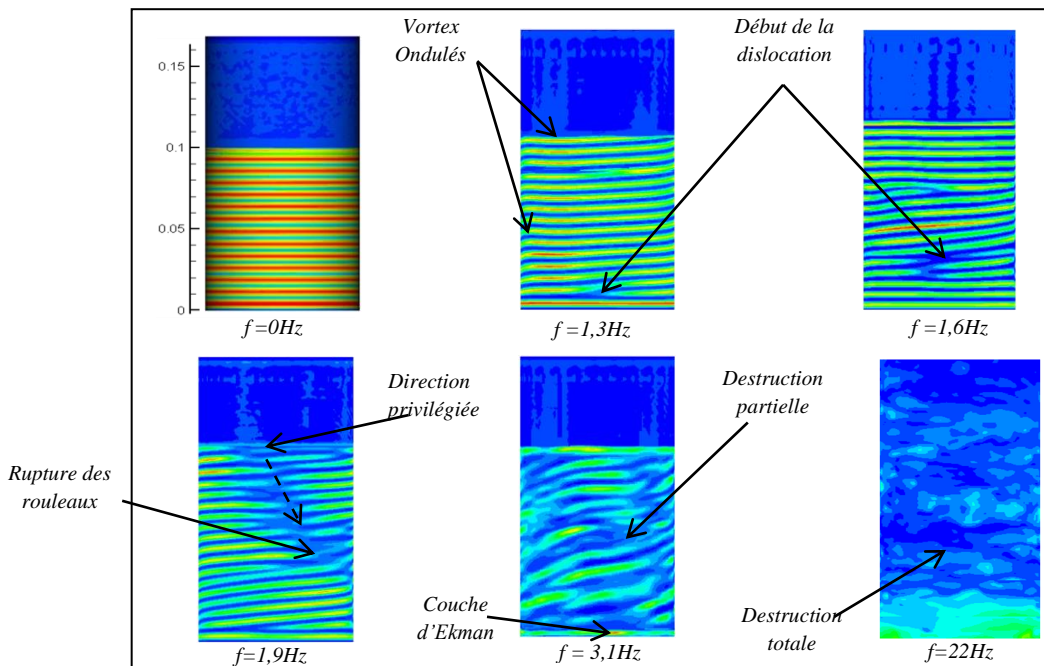 Vortex
Ondulés
Début de la
dislocation
0.15
0.1
0.05
0
f =0Hz
f =1,3Hz
f =1,6Hz
Direction
privilégiée
Destruction
partielle
Rupture des
rouleaux
Couche
d'Ekman
Destruction
totale
f=1,9Hz
f = 3,1Hz
f=22Hz